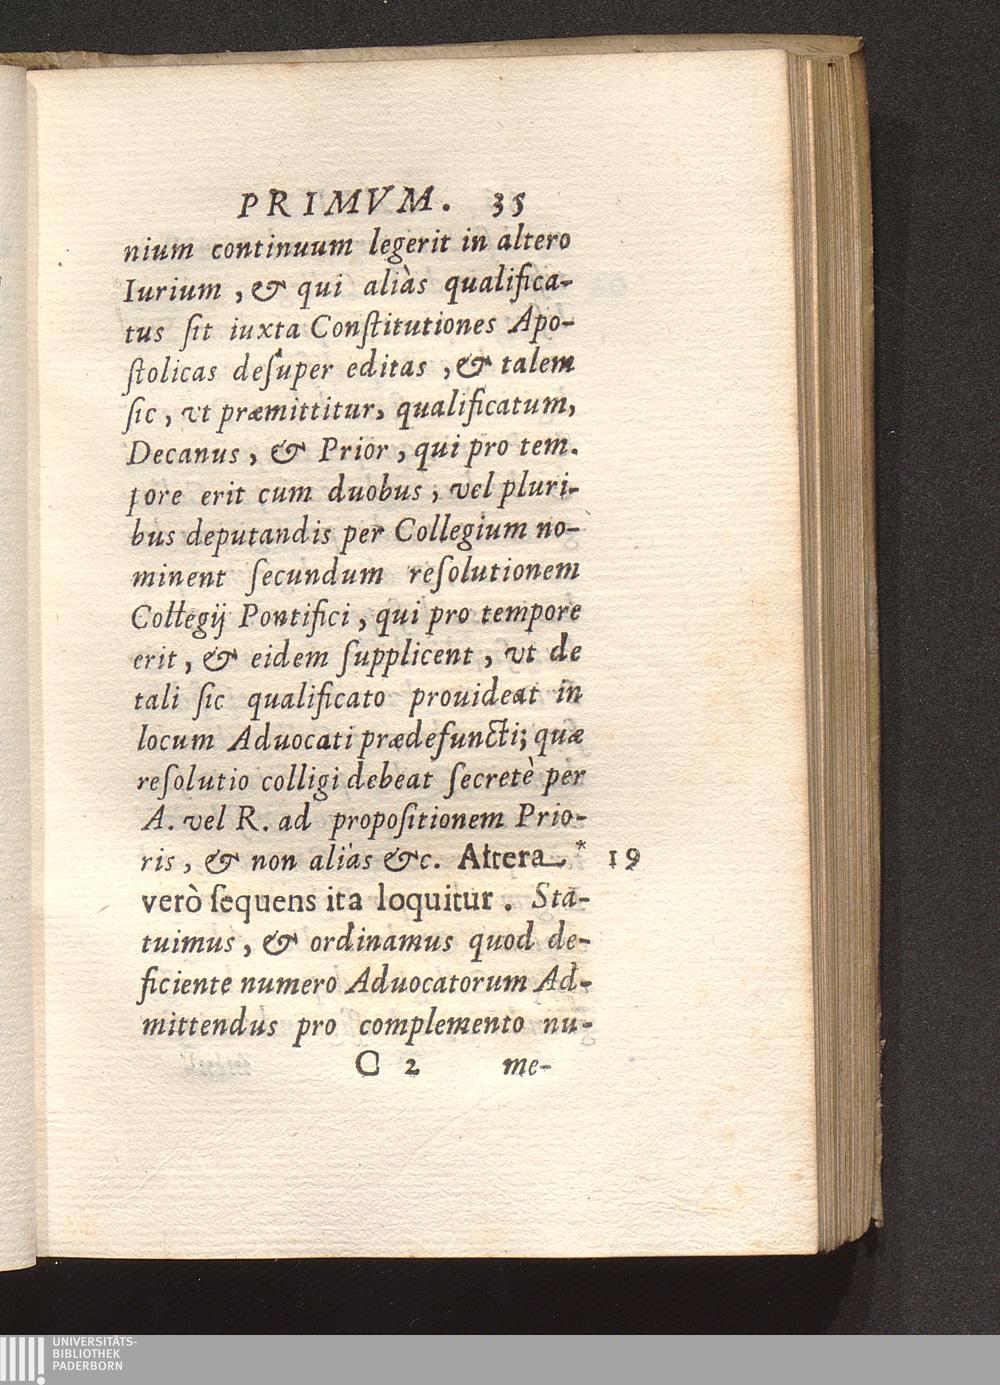 PRIMVM. 35
nium continuum legerit in altero
Iurium, & qui aliàs qualifica-
tus ſit iuxta Conſtitutiones Apo-
ſtolicas deſuper editas, & talem
ſic, vt præmittitur, qualificatum,
Decanus, & Prior, qui pro tem.
pore erit cum duobus, vel pluri-
bus deputandis per Collegium no-
minent ſecundum reſolutionem
Collegij Pontifici, qui pro tempore
erit, & eidem ſupplicent, vt de
tali ſic qualificato prouideat in
locum Aduocati prædefuncti; quæ
reſolutio colligi debeat ſecretè per
A. vel R. ad propoſitionem Prio-
ris, & non aliàs &c. Altera * 19
verò ſequens ita loquitur. Sta-
tuimus, & ordinamus quod de-
ficiente numero Aduocatorum Ad-
mittendus pro complemento nu-
C 2 me-
UNIVERSITÄTS-
BIBLIOTHEK
PADERBORN